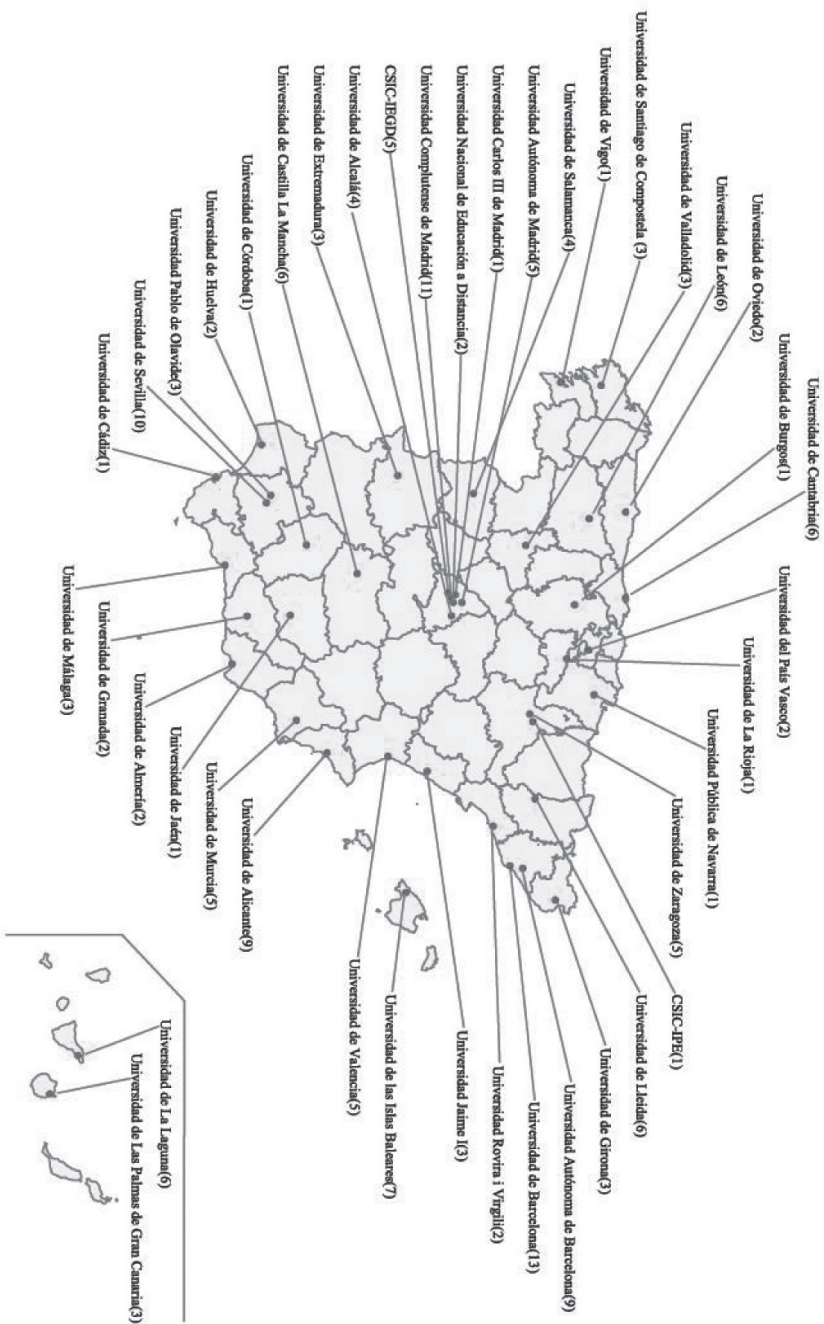 Universidad de Cantabria(6)
Universidad de Burgos(1)
Universidad de Oviedo(2)
Universidad de León(6)
Universidad de Valladolid(3)
Universidad de Santiago de Compostela (3)
Universidad de Vigo(1)
Universidad de Salamanca(4)
Universidad Autónoma de Madrid(5)
Universidad Carlos III de Madrid(1)
Universidad Nacional de Educación a Distancia(2)
Universidad Complutense de Madrid(11)
CSIC-IEGD(5)
Universidad de Alcalá(4)
Universidad de Extremadura(3)
Universidad de Castilla La Mancha(6)
Universidad de Córdoba(1)
Universidad de Huelva(2)
Universidad Pablo de Olavide(3)
Universidad de Sevilla(10)
Universidad de Cádiz(1)
Universidad del País Vasco(2)
Universidad de La Rioja(1)
Universidad Pública de Navarra(1)
Universidad de Zaragoza(5)
CSIC-IPE(1)
Universidad de Lleida(6)
Universidad de Girona(3)
Universidad Autónoma de Barcelona(9)
Universidad de Barcelona(13)
Universidad Rovira i Virgili(2)
Universidad Jaime I(3)
Universidad de las Islas Baleares(7)
Universidad de Valencia(5)
Universidad de Alicante(9)
Universidad de Murcia(5)
Universidad de Jaén(1)
Universidad de Almería(2)
Universidad de Granada(2)
Universidad de Málaga(3)
Universidad de La Laguna(6)
Universidad de Las Palmas de Gran Canaria(3)